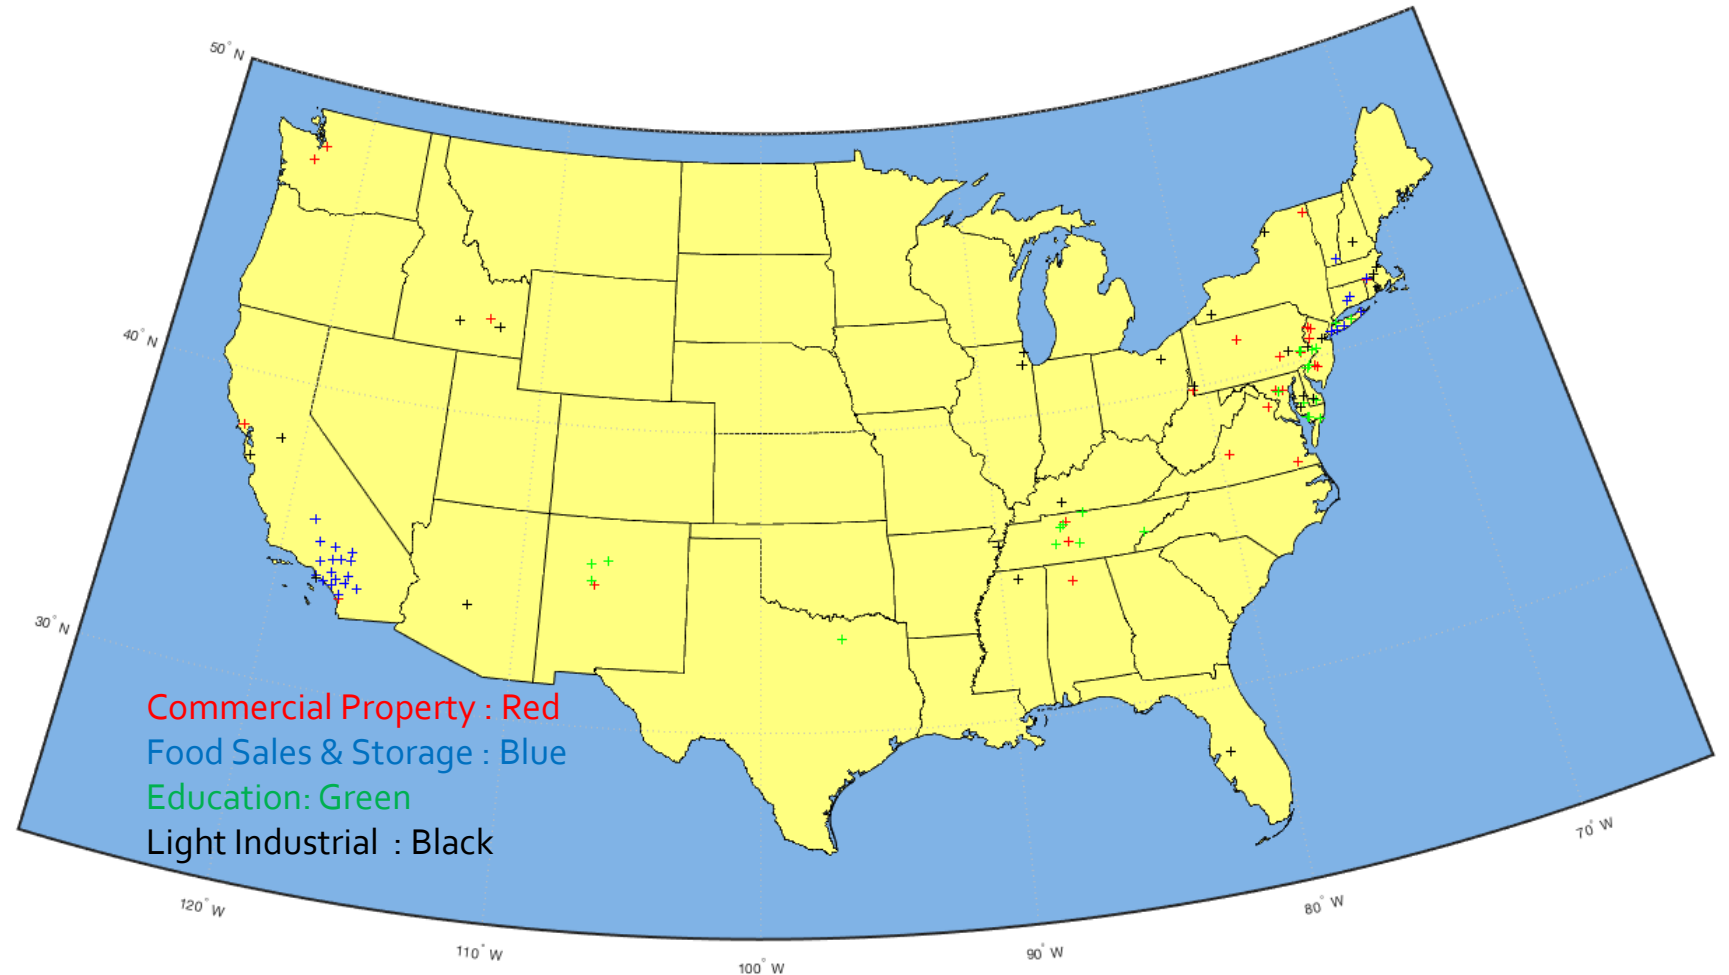 50° N
40° N
30° N
Commercial Property : Red
Food Sales & Storage : Blue
Education: Green
Light Industrial : Black
120° W
110° W
100° W
90° W
80° W
70° W